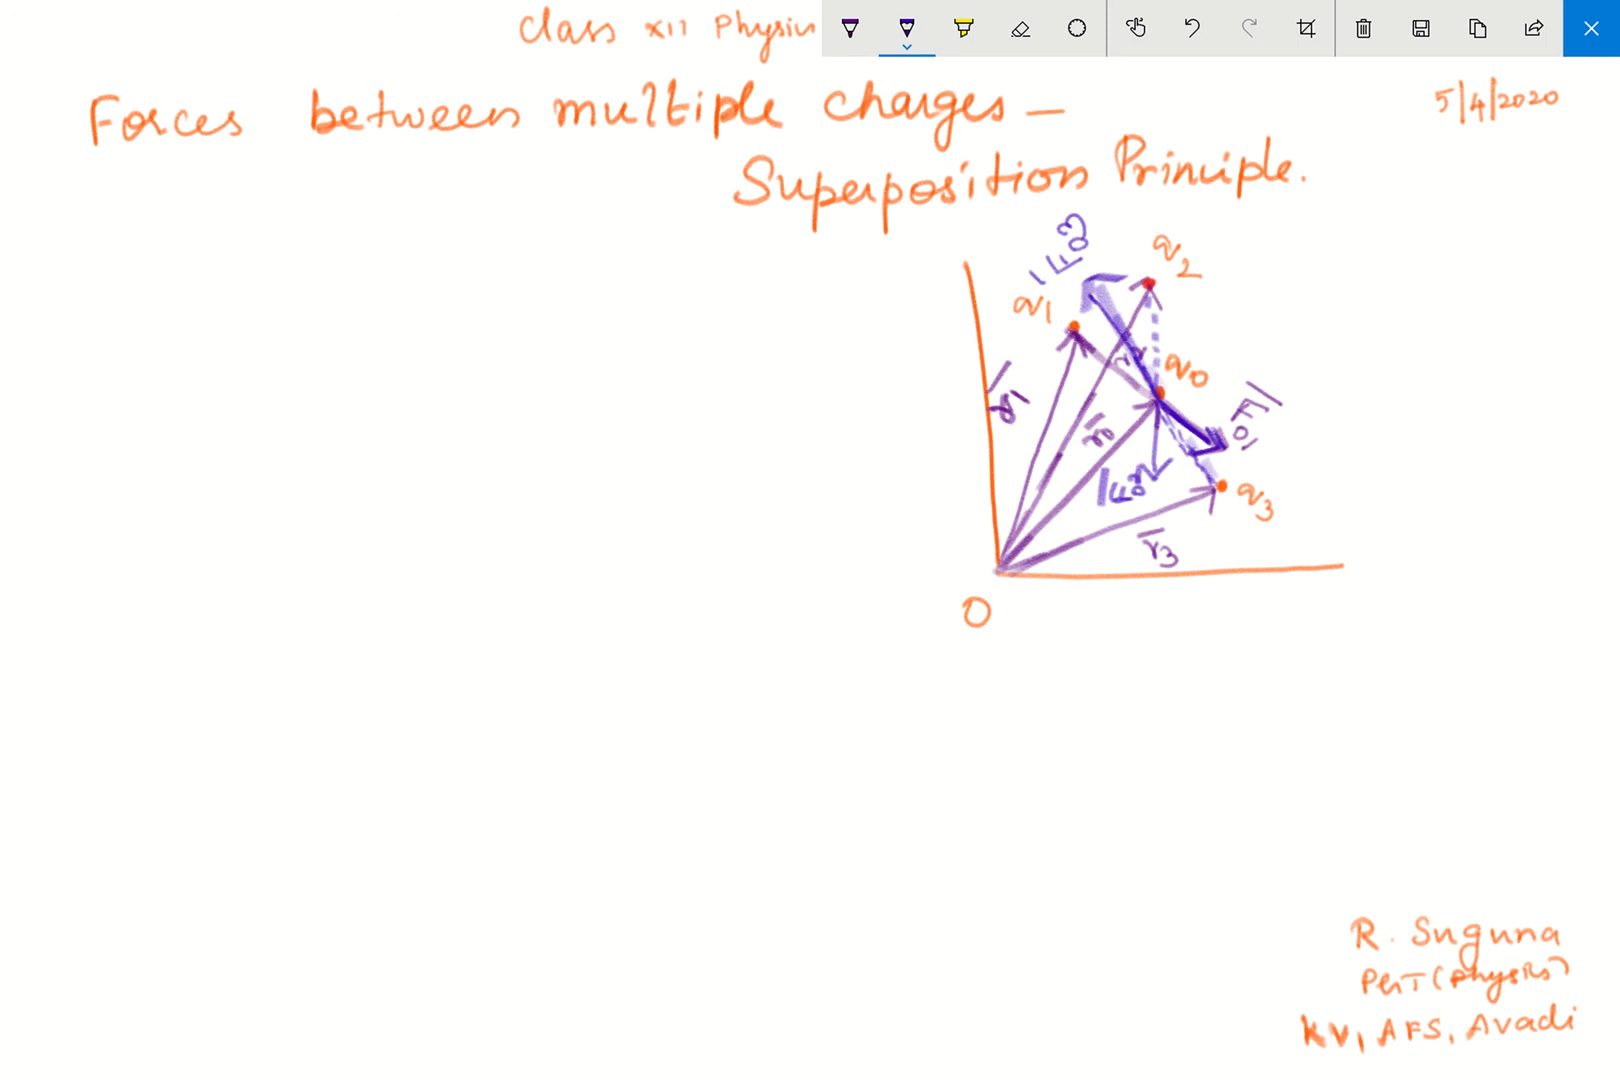 Class XII Physics
Forces between multiple charges —
5/4/2020
Superposition Principle.
F03
q2
q1
q0
r1
r0
F01
F02
q3
r3
O
R. Suguna
PGT (Physics)
KV, AFS, Avadi